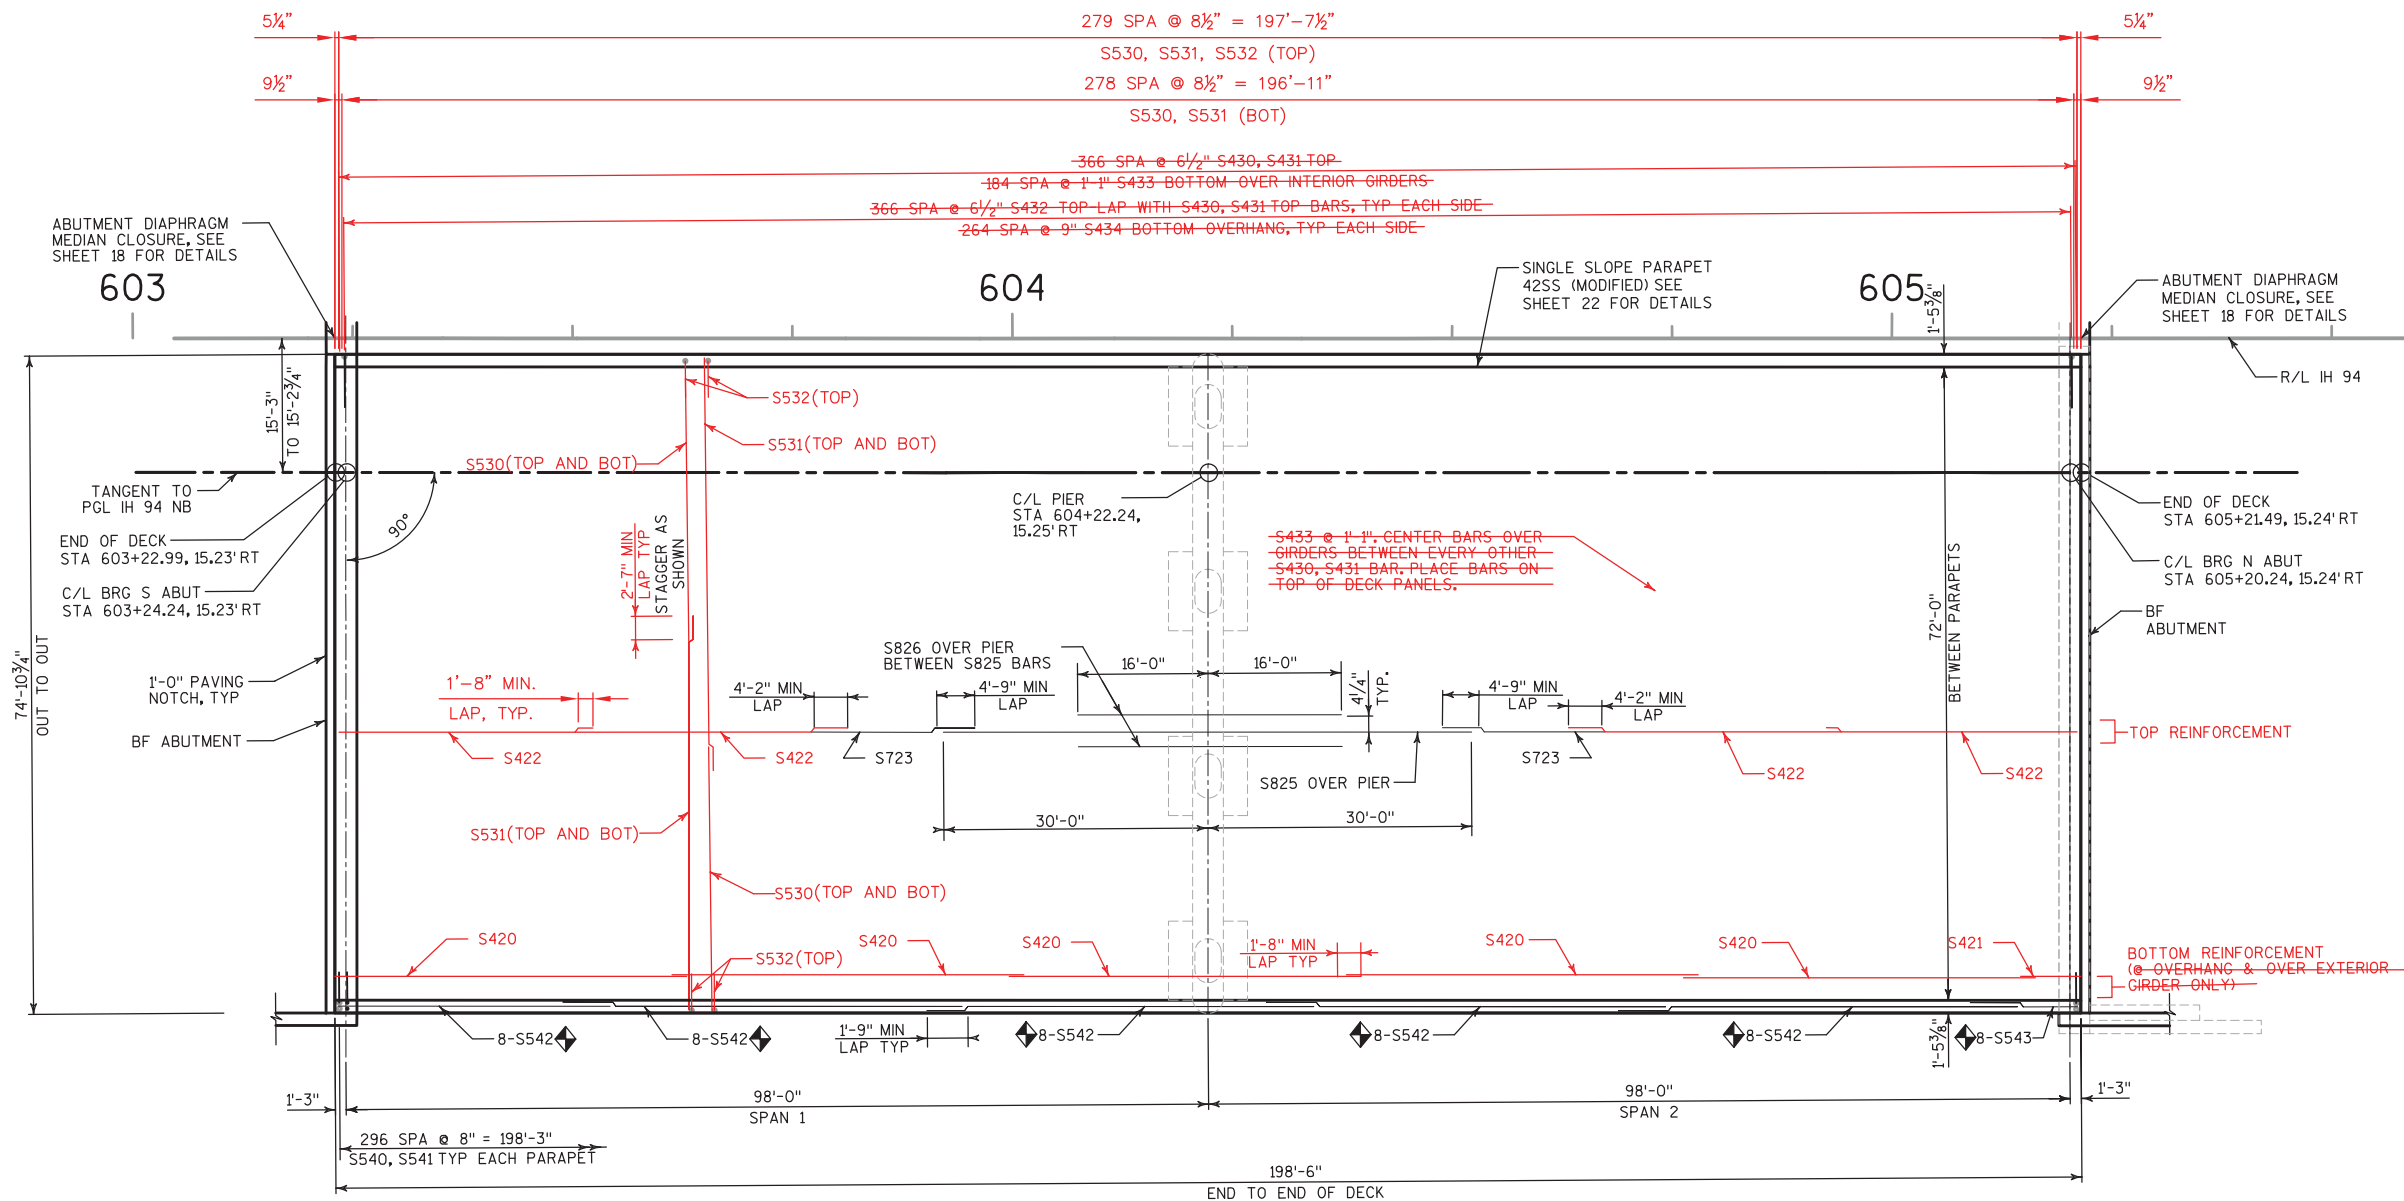 5¼”
279 SPA @ 8½” = 197’-7½”
5¼”
S530, S531, S532 (TOP)
9½”
278 SPA @ 8½” = 196’-11”
9½”
S530, S531 (BOT)
366 SPA @ 6½" S430, S431 TOP
184 SPA @ 1'-1" S433 BOTTOM OVER INTERIOR GIRDERS
366 SPA @ 6½" S432 TOP LAP WITH S430, S431 TOP BARS, TYP EACH SIDE
264 SPA @ 9" S434 BOTTOM OVERHANG, TYP EACH SIDE
ABUTMENT DIAPHRAGM
MEDIAN CLOSURE, SEE
SHEET 18 FOR DETAILS
603
604
605
SINGLE SLOPE PARAPET
42SS (MODIFIED) SEE
SHEET 22 FOR DETAILS
1'-5⅜"
ABUTMENT DIAPHRAGM
MEDIAN CLOSURE, SEE
SHEET 18 FOR DETAILS
R/L IH 94
15'-3"
TO 15'-2¾"
S532(TOP)
S531(TOP AND BOT)
S530(TOP AND BOT)
TANGENT TO
PGL IH 94 NB
90°
C/L PIER
STA 604+22.24,
15.25' RT
END OF DECK
STA 603+22.99, 15.23' RT
C/L BRG S ABUT
STA 603+24.24, 15.23' RT
2'-7" MIN
LAP TYP
STAGGER AS
SHOWN
S433 @ 1'-1". CENTER BARS OVER
GIRDERS BETWEEN EVERY OTHER
S430, S431 BAR. PLACE BARS ON
TOP OF DECK PANELS.
END OF DECK
STA 605+21.49, 15.24' RT
C/L BRG N ABUT
STA 605+20.24, 15.24' RT
BF
ABUTMENT
72'-0"
BETWEEN PARAPETS
74'-10¾"
OUT TO OUT
1'-0" PAVING
NOTCH, TYP
BF ABUTMENT
1’-8” MIN.
LAP, TYP.
4'-2" MIN
LAP
4'-9" MIN
LAP
S826 OVER PIER
BETWEEN S825 BARS
16'-0"
16'-0"
4¼"
TYP.
4'-9" MIN
LAP
4'-2" MIN
LAP
TOP REINFORCEMENT
S422
S422
S723
S825 OVER PIER
S723
S422
S422
30'-0"
30'-0"
S531(TOP AND BOT)
S530(TOP AND BOT)
S420
S532(TOP)
S420
S420
1'-8" MIN
LAP TYP
S420
S420
S421
BOTTOM REINFORCEMENT
(@ OVERHANG & OVER EXTERIOR
GIRDER ONLY)
8-S542
8-S542
1'-9" MIN
LAP TYP
8-S542
8-S542
8-S542
8-S543
1'-5⅜"
1'-3"
98'-0"
SPAN 1
98'-0"
SPAN 2
1'-3"
296 SPA @ 8" = 198'-3"
S540, S541 TYP EACH PARAPET
198'-6"
END TO END OF DECK